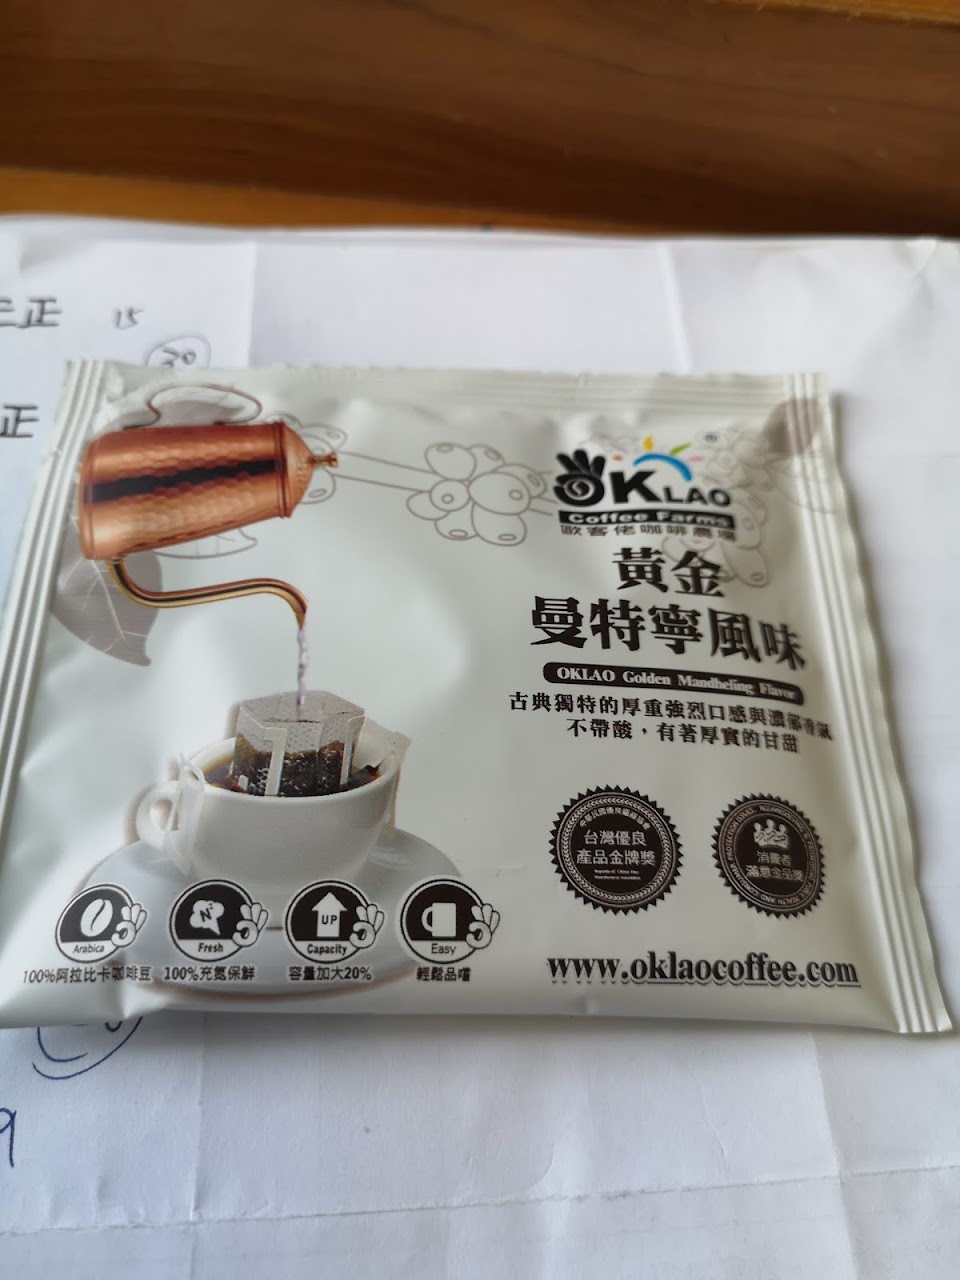 三正 15
30
正
OK LAO
Coffee Farms
歐客佬咖啡農場
黃金
曼特寧風味
OKLAO Golden Mandheling Flavor
古典獨特的厚重強烈口感與濃郁香氣
不帶酸，有著厚實的甘甜
台灣優良
產品金牌獎
消費者
滿意金品獎
Arabica
100%阿拉比卡咖啡豆
N
Fresh
100%充氮保鮮
UP
Capacity
容量加大20%
Easy
輕鬆品嚐
www.oklaocoffee.com
9